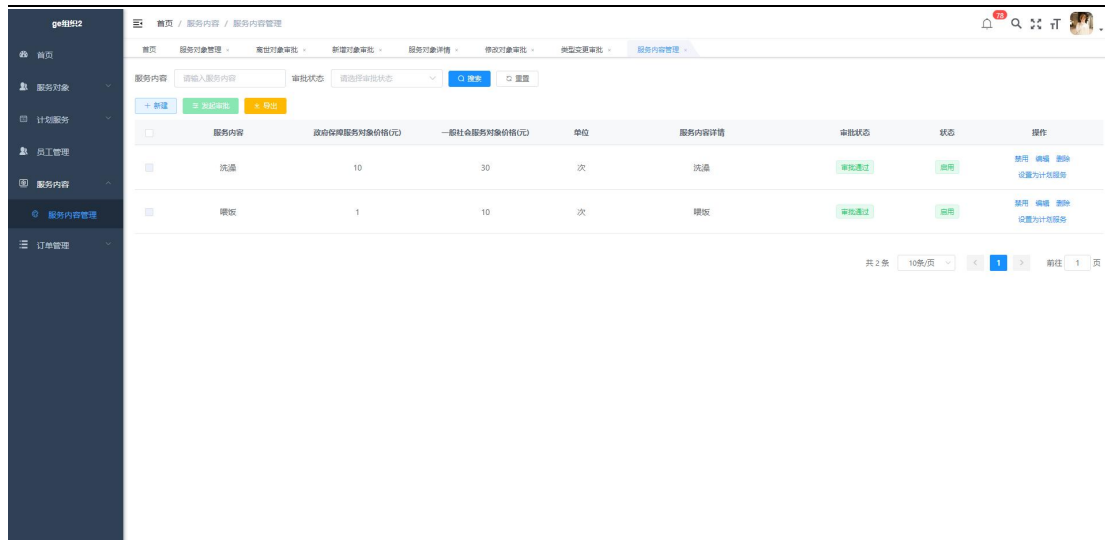 ge组织2
首页 / 服务内容 / 服务内容管理
78
首页
服务对象管理 ×
离世对象审批 ×
新增对象审批 ×
服务对象详情 ×
修改对象审批 ×
类型变更审批 ×
服务内容管理 ×
首页
服务对象
计划服务
员工管理
服务内容
服务内容管理
订单管理
服务内容 请输入服务内容 审批状态 请选择审批状态 搜索 重置
+ 新建 发起审批 导出
服务内容 政府保障服务对象价格(元) 一般社会服务对象价格(元) 单位 服务内容详情 审批状态 状态 操作
洗澡 10 30 次 洗澡 审批通过 启用 禁用 编辑 删除
设置为计划服务
喂饭 1 10 次 喂饭 审批通过 启用 禁用 编辑 删除
设置为计划服务
共 2 条 10条/页 < 1 > 前往 1 页